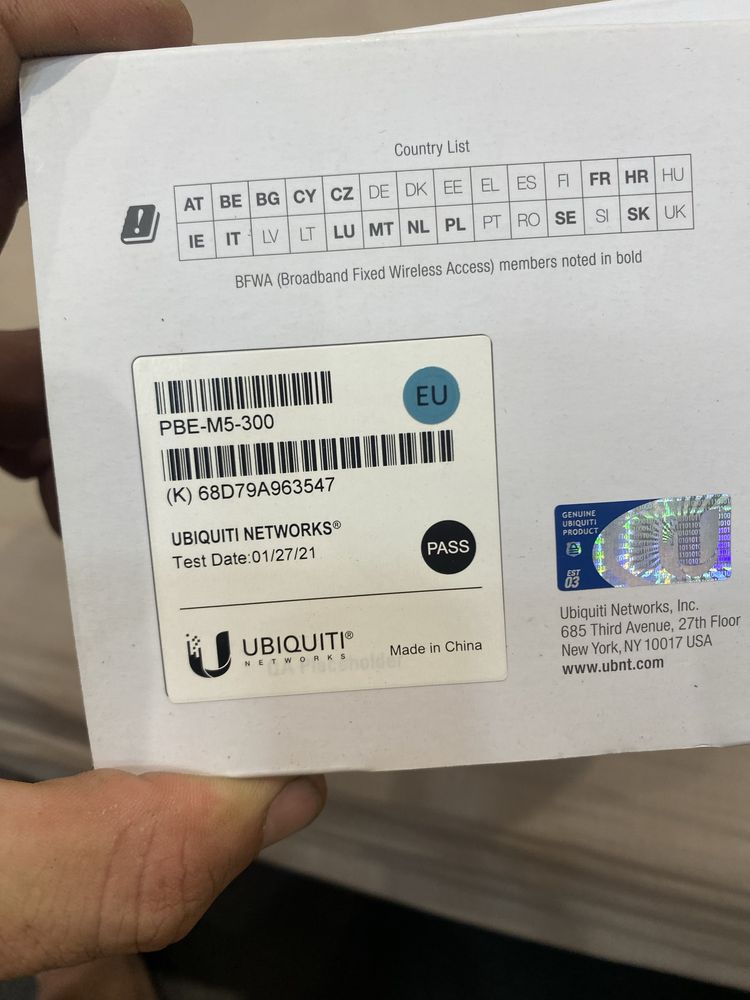 Country List
AT BE BG CY CZ DE DK EE EL ES FI FR HR HU
IE IT LV LT LU MT NL PL PT RO SE SI SK UK
BFWA (Broadband Fixed Wireless Access) members noted in bold
EU
PBE-M5-300
(K) 68D79A963547
UBIQUITI NETWORKS®
Test Date:01/27/21
PASS
UBIQUITI®
NETWORKS
Made in China
QA Placeholder
GENUINE
UBIQUITI
PRODUCT
EST
03
Ubiquiti Networks, Inc.
685 Third Avenue, 27th Floor
New York, NY 10017 USA
www.ubnt.com